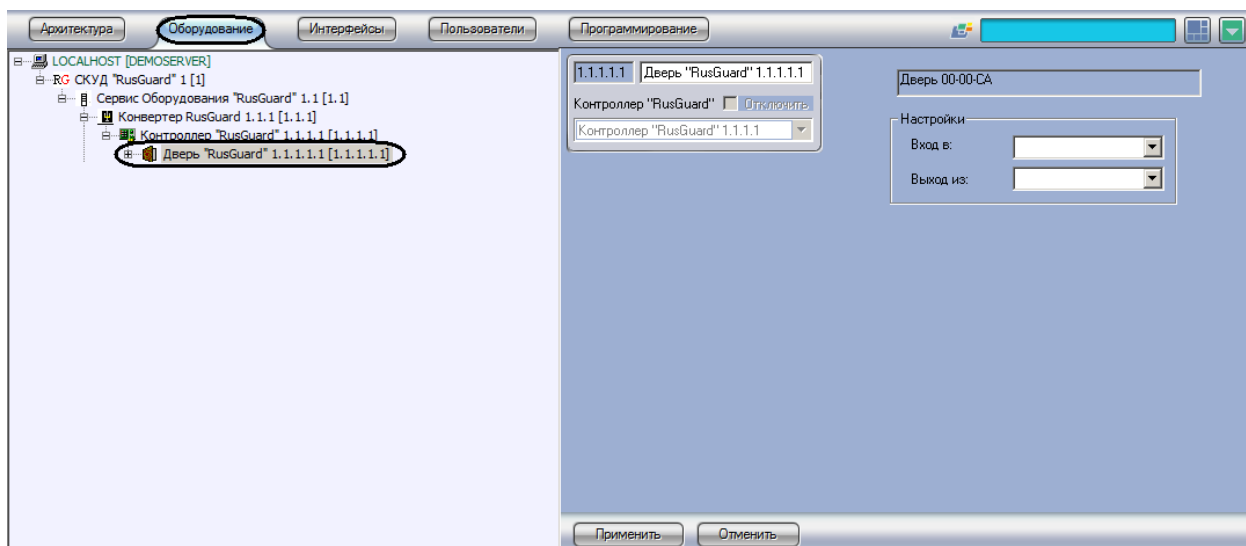 Архитектура Оборудование Интерфейсы Пользователи Программирование
LOCALHOST [DEMOSERVER]
RG СКУД "RusGuard" 1 [1]
Сервис Оборудования "RusGuard" 1.1 [1.1]
Конвертер RusGuard 1.1.1 [1.1.1]
Контроллер "RusGuard" 1.1.1.1 [1.1.1.1]
Дверь "RusGuard" 1.1.1.1.1 [1.1.1.1.1]
1.1.1.1.1 Дверь "RusGuard" 1.1.1.1.1
Контроллер "RusGuard" Отключить
Контроллер "RusGuard" 1.1.1.1
Дверь 00-00-CA
Настройки
Вход в:
Выход из:
Применить Отменить